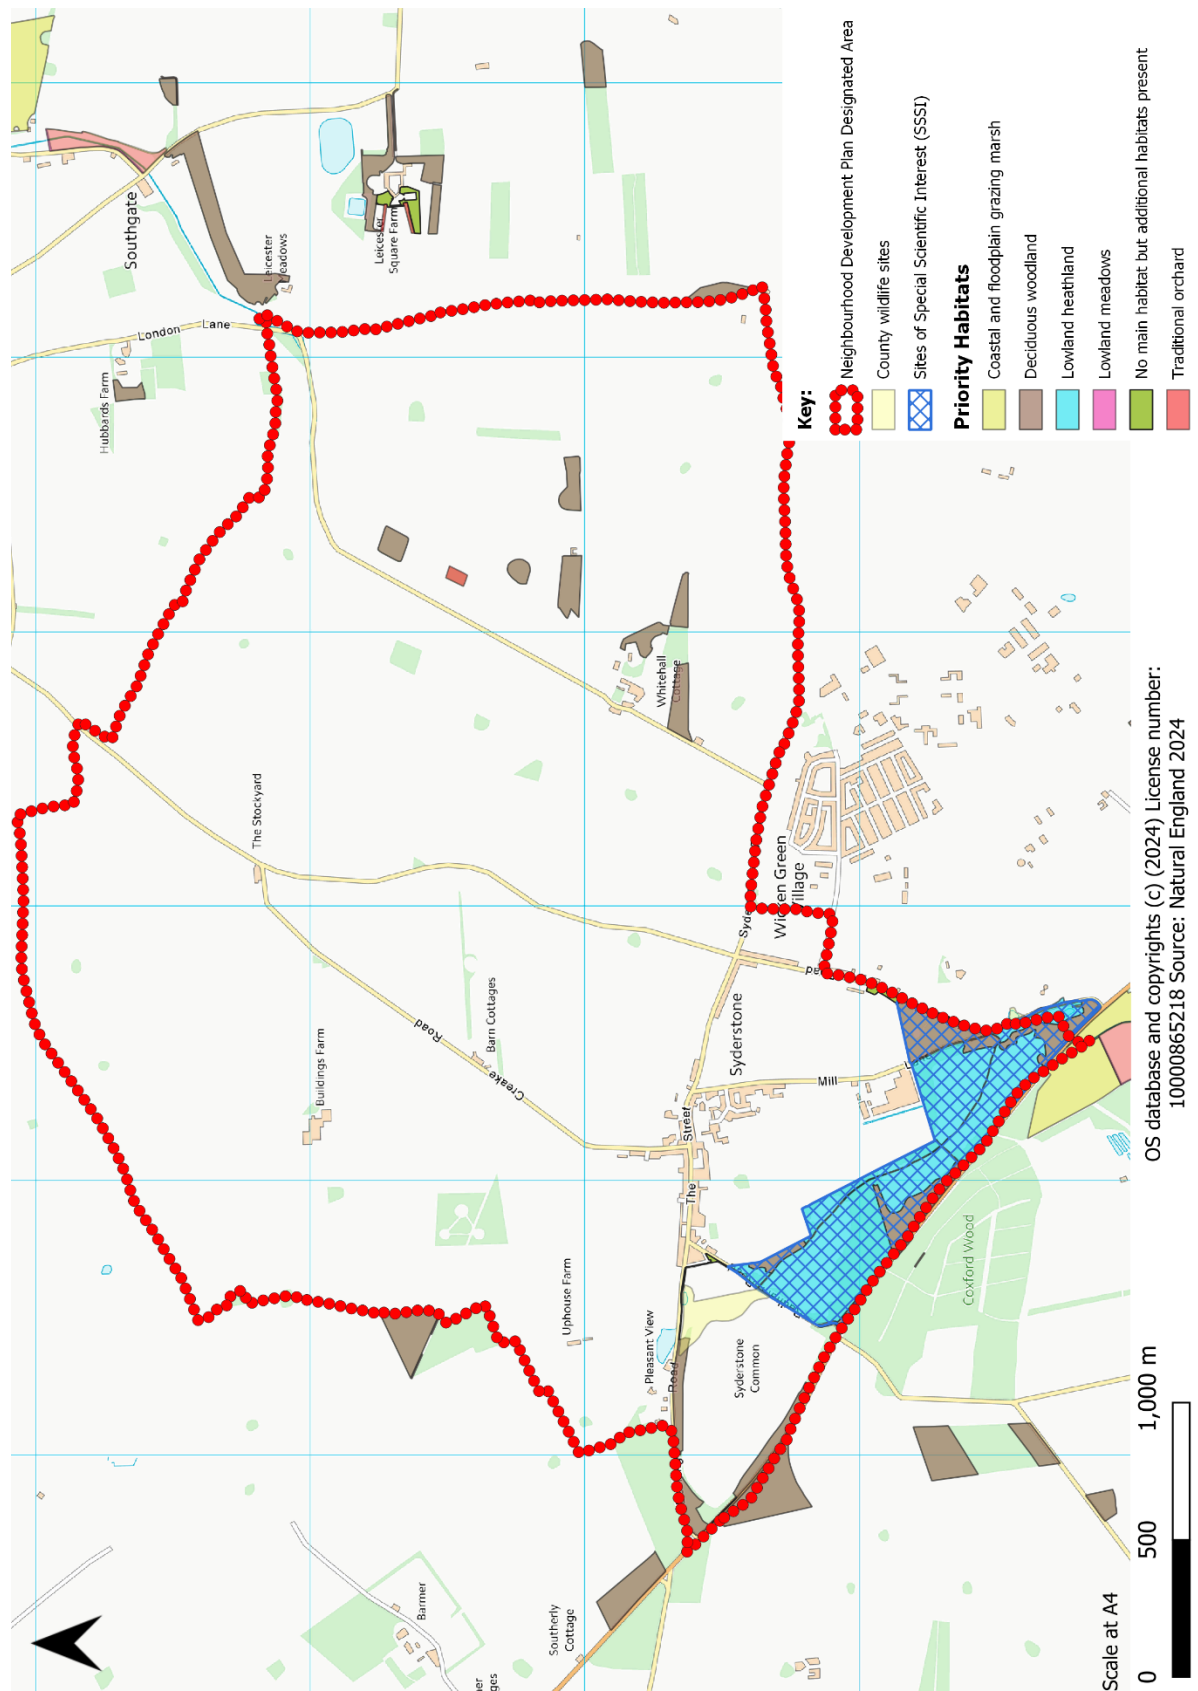 Southgate
London Lane
Hubbards Farm
Leicester
Meadows
Leicester
Square Farm
The Stockyard
Buildings Farm
Creake Road
Barn Cottages
Whitehall
Cottage
Uphouse Farm
Pleasant View
Road
The Street
Syderstone
Mill
Syde
oad
Wicken Green
Village
Syderstone
Common
Coxford Wood
Barmer
Southerly
Cottage
ges
Key:
Neighbourhood Development Plan Designated Area
County wildlife sites
Sites of Special Scientific Interest (SSSI)
Priority Habitats
Coastal and floodplain grazing marsh
Deciduous woodland
Lowland heathland
Lowland meadows
No main habitat but additional habitats present
Traditional orchard
Scale at A4
0 500 1,000 m
OS database and copyrights (c) (2024) License number:
100000865218 Source: Natural England 2024